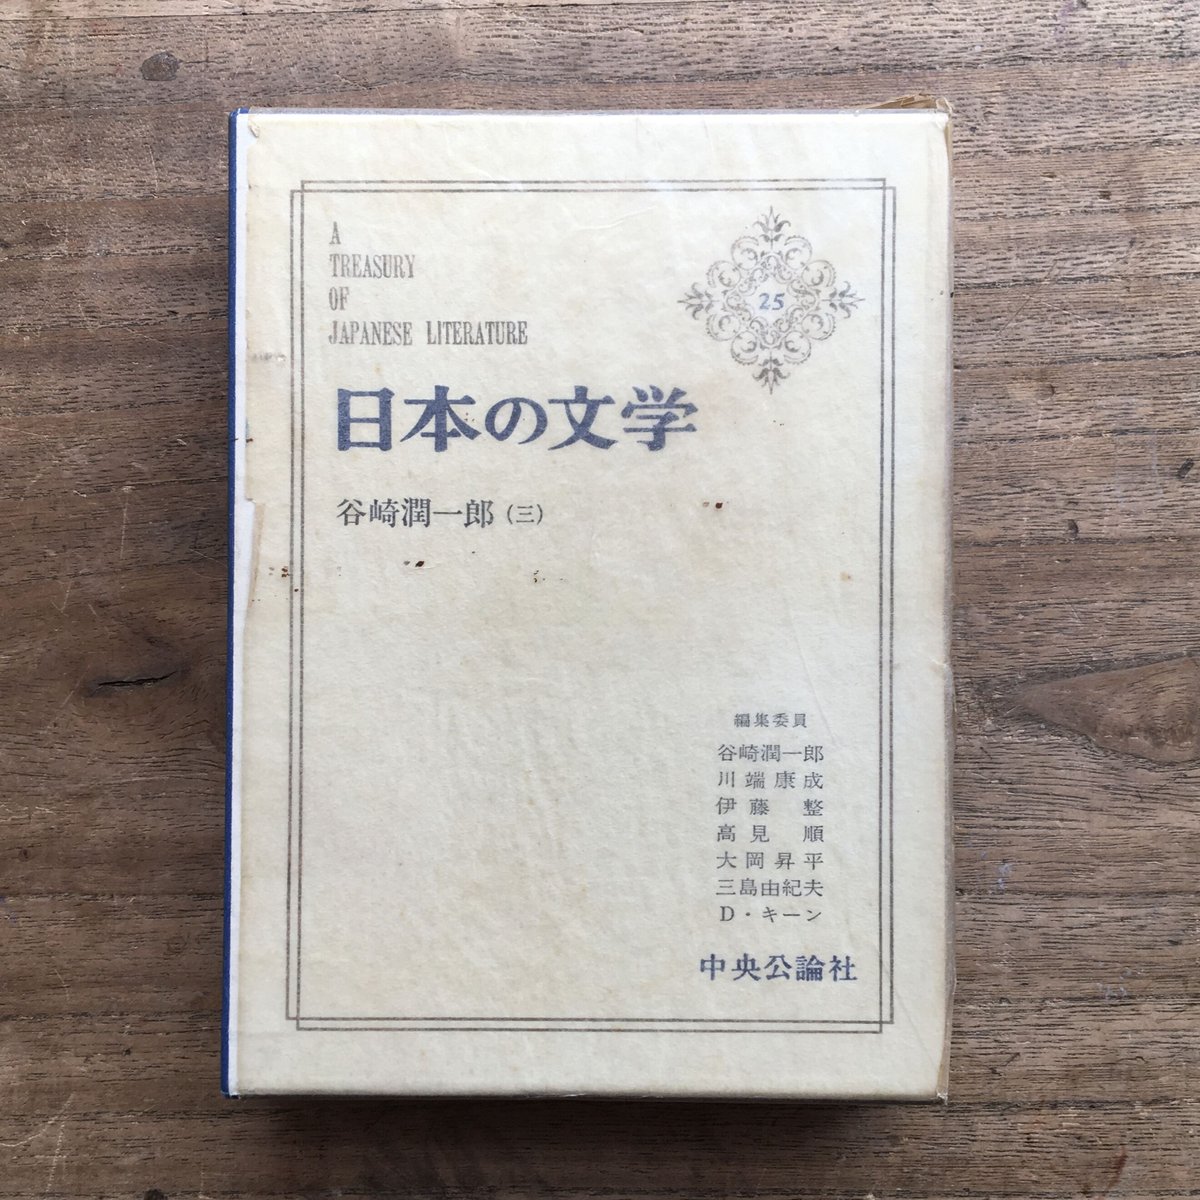 A
TREASURY
OF
JAPANESE LITERATURE
25
日本の文学
谷崎潤一郎(三)
編集委員
谷崎潤一郎
川端康成
伊藤 整
高見 順
大岡昇平
三島由紀夫
D・キーン
中央公論社